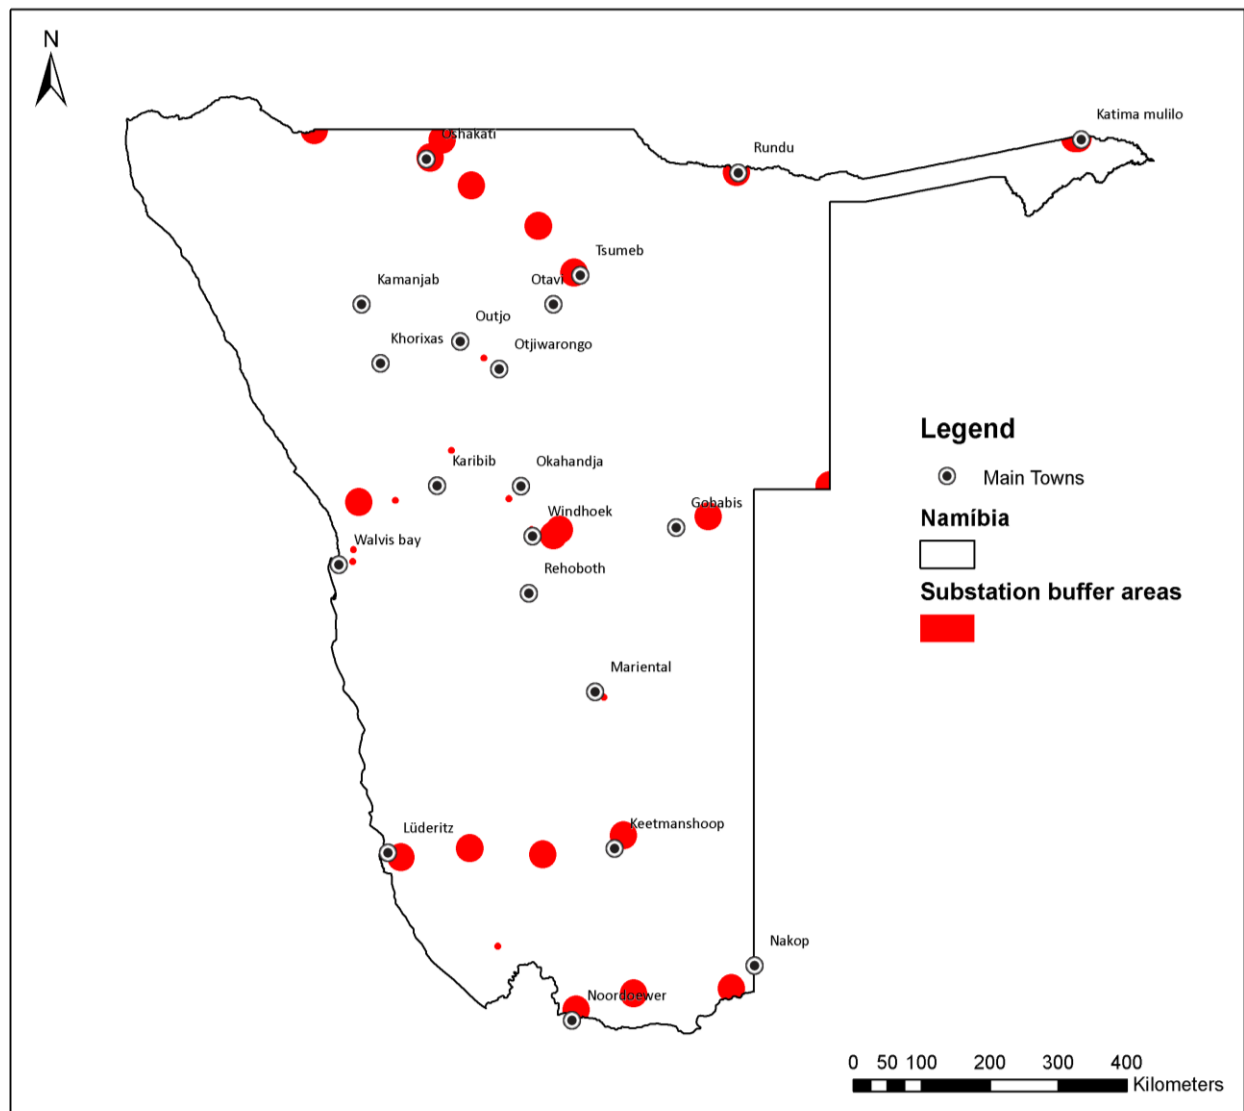 N
Katima mulilo
Oshakati
Rundu
Tsumeb
Kamanjab
Otavi
Outjo
Khorixas
Otjiwarongo
Legend
Main Towns
Karibib
Okahandja
Gobabis
Windhoek
Namíbia
Walvis bay
Rehoboth
Substation buffer areas
Mariental
Lüderitz
Keetmanshoop
Nakop
Noordoewer
0 50 100 200 300 400
Kilometers